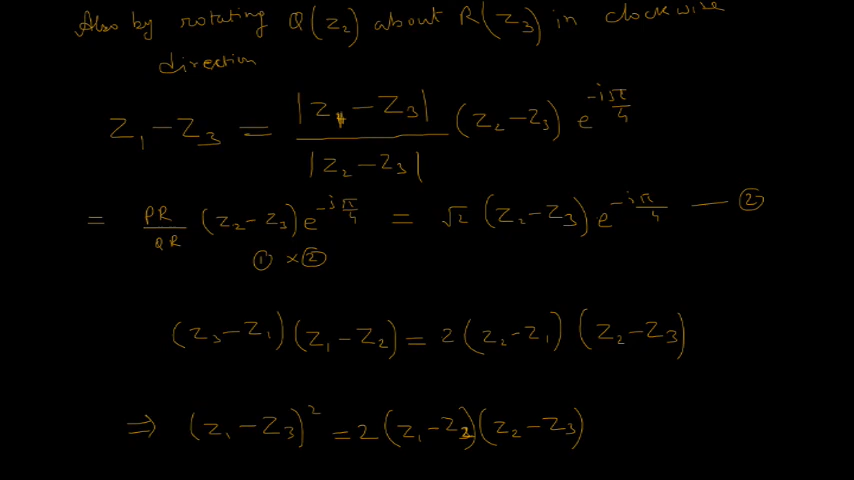 Also by rotating Q(z₂) about R(z₃) in clockwise
direction
z₁ − z₃ = |z₁ − z₃| / |z₂ − z₃| (z₂ − z₃) e^(−iπ/4)
= PR/QR (z₂ − z₃) e^(−iπ/4) = √2 (z₂ − z₃) e^(−iπ/4) — ②
① × ②
(z₃ − z₁)(z₁ − z₂) = 2(z₂ − z₁)(z₂ − z₃)
⇒ (z₁ − z₃)² = 2(z₁ − z₂)(z₂ − z₃)